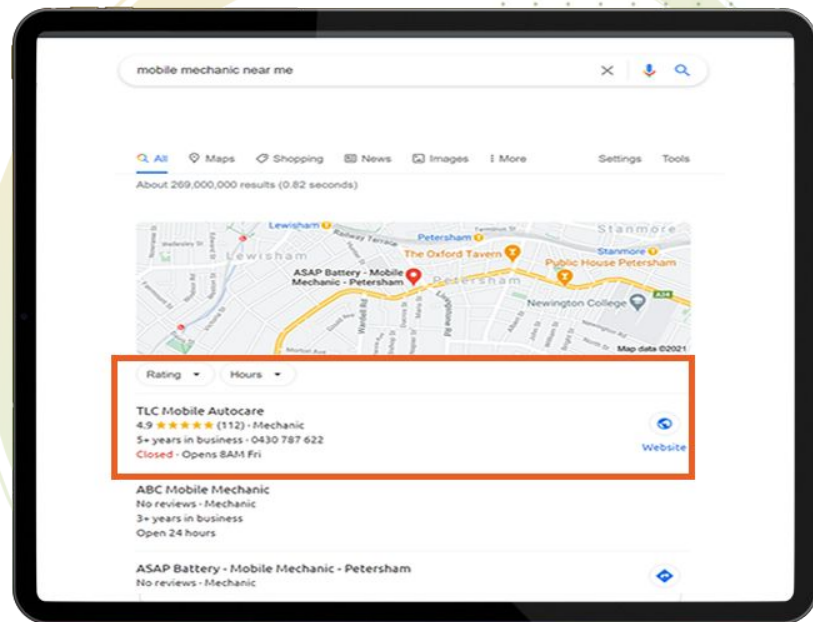 mobile mechanic near me
All Maps Shopping News Images More Settings Tools
About 269,000,000 results (0.82 seconds)
Lewisham
Railway Terrace
Petersham
Stanmore
Lewisham
The Oxford Tavern
Stanmore
Public House Petersham
ASAP Battery - Mobile
Mechanic - Petersham
Petersham
Newington College
A34
Map data ©2021
Rating Hours
TLC Mobile Autocare
4.9 ★★★★★ (112) · Mechanic
5+ years in business · 0430 787 622
Website
Closed · Opens 8AM Fri
ABC Mobile Mechanic
No reviews · Mechanic
3+ years in business
Open 24 hours
ASAP Battery - Mobile Mechanic - Petersham
No reviews · Mechanic